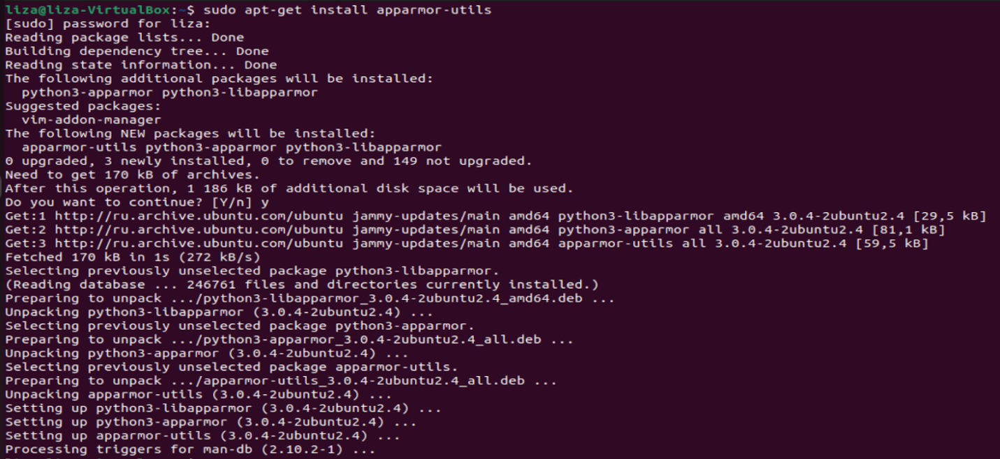 liza@liza-VirtualBox:~$ sudo apt-get install apparmor-utils
[sudo] password for liza:
Reading package lists... Done
Building dependency tree... Done
Reading state information... Done
The following additional packages will be installed:
  python3-apparmor python3-libapparmor
Suggested packages:
  vim-addon-manager
The following NEW packages will be installed:
  apparmor-utils python3-apparmor python3-libapparmor
0 upgraded, 3 newly installed, 0 to remove and 149 not upgraded.
Need to get 170 kB of archives.
After this operation, 1 186 kB of additional disk space will be used.
Do you want to continue? [Y/n] y
Get:1 http://ru.archive.ubuntu.com/ubuntu jammy-updates/main amd64 python3-libapparmor amd64 3.0.4-2ubuntu2.4 [29,5 kB]
Get:2 http://ru.archive.ubuntu.com/ubuntu jammy-updates/main amd64 python3-apparmor all 3.0.4-2ubuntu2.4 [81,1 kB]
Get:3 http://ru.archive.ubuntu.com/ubuntu jammy-updates/main amd64 apparmor-utils all 3.0.4-2ubuntu2.4 [59,5 kB]
Fetched 170 kB in 1s (272 kB/s)
Selecting previously unselected package python3-libapparmor.
(Reading database ... 246761 files and directories currently installed.)
Preparing to unpack .../python3-libapparmor_3.0.4-2ubuntu2.4_amd64.deb ...
Unpacking python3-libapparmor (3.0.4-2ubuntu2.4) ...
Selecting previously unselected package python3-apparmor.
Preparing to unpack .../python3-apparmor_3.0.4-2ubuntu2.4_all.deb ...
Unpacking python3-apparmor (3.0.4-2ubuntu2.4) ...
Selecting previously unselected package apparmor-utils.
Preparing to unpack .../apparmor-utils_3.0.4-2ubuntu2.4_all.deb ...
Unpacking apparmor-utils (3.0.4-2ubuntu2.4) ...
Setting up python3-libapparmor (3.0.4-2ubuntu2.4) ...
Setting up python3-apparmor (3.0.4-2ubuntu2.4) ...
Setting up apparmor-utils (3.0.4-2ubuntu2.4) ...
Processing triggers for man-db (2.10.2-1) ...